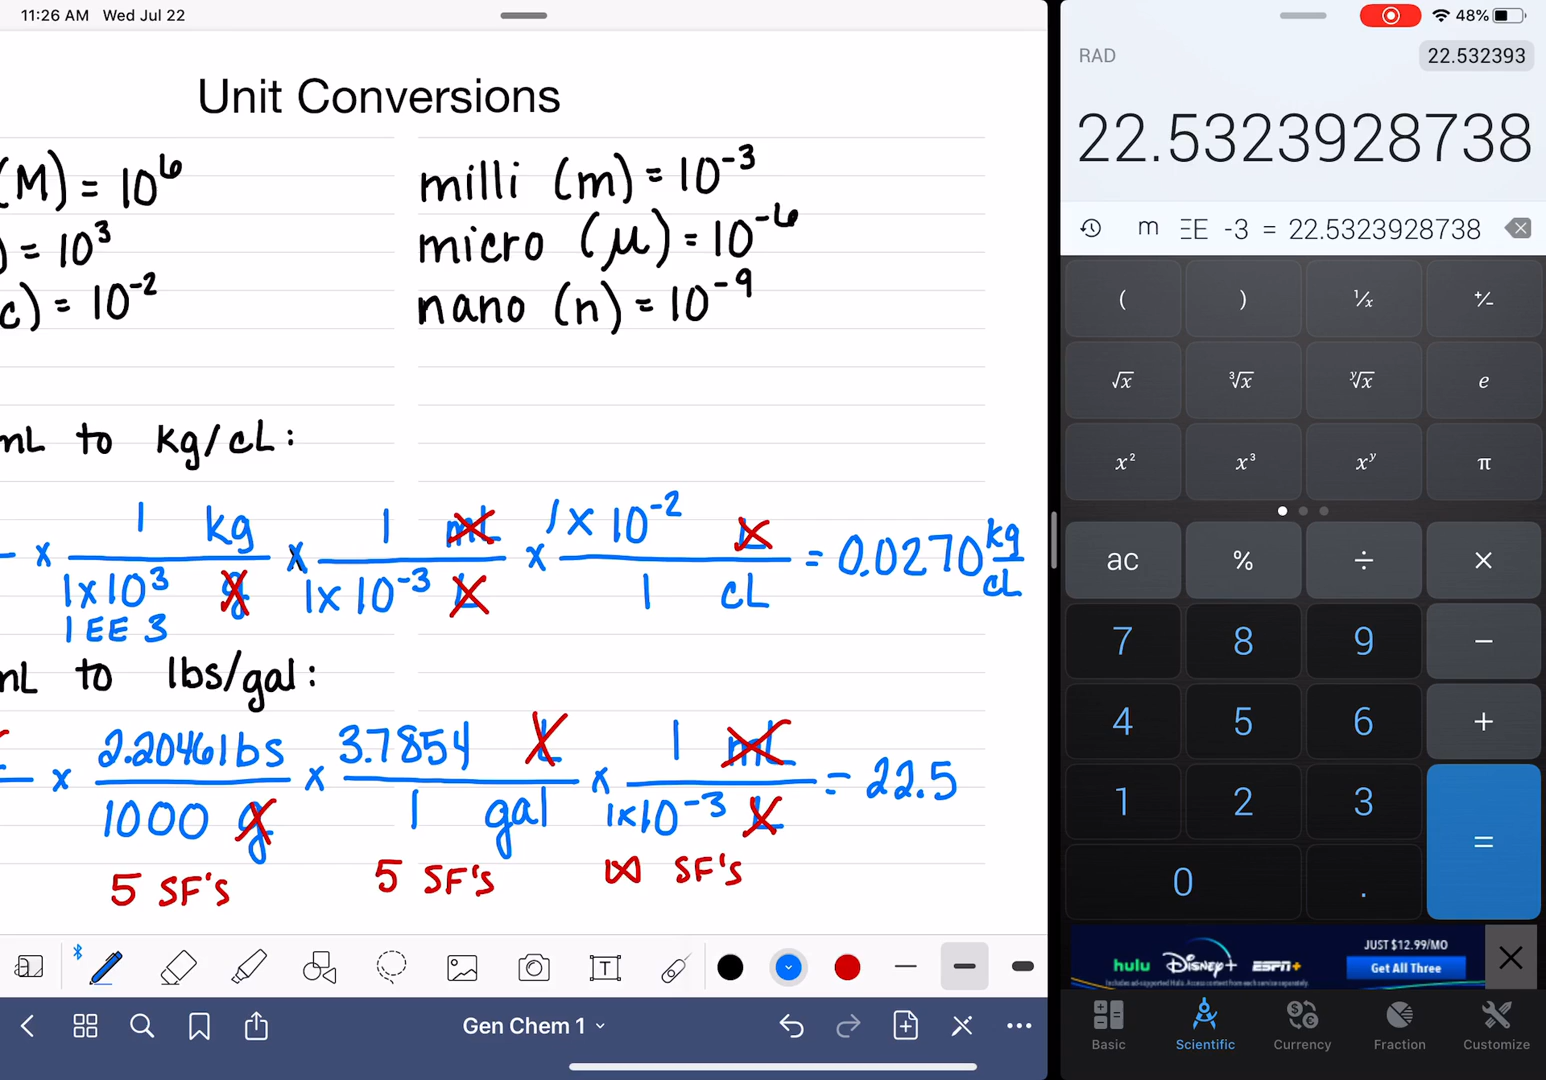 11:26 AM Wed Jul 22
48%
Unit Conversions
(M) = 10^6
) = 10^3
c) = 10^-2
milli (m) = 10^-3
micro (μ) = 10^-6
nano (n) = 10^-9
mL to kg/cL:
x 1 kg / 1x10^3 g x 1 mL / 1x10^-3 L x 1x10^-2 L / 1 cL = 0.0270 kg/cL
1 EE 3
mL to lbs/gal:
x 2.2046 lbs / 1000 g x 3.7854 L / 1 gal x 1 mL / 1x10^-3 L = 22.5
5 SF's 5 SF's ∞ SF's
T
Gen Chem 1
RAD 22.532393
22.5323928738
m EE -3 = 22.5323928738
( ) 1/x +/-
√x ³√x ʸ√x e
x² x³ xʸ π
ac % ÷ ×
7 8 9 −
4 5 6 +
1 2 3 =
0 .
hulu Disney+ ESPN+ JUST $12.99/MO
Get All Three
Basic Scientific Currency Fraction Customize